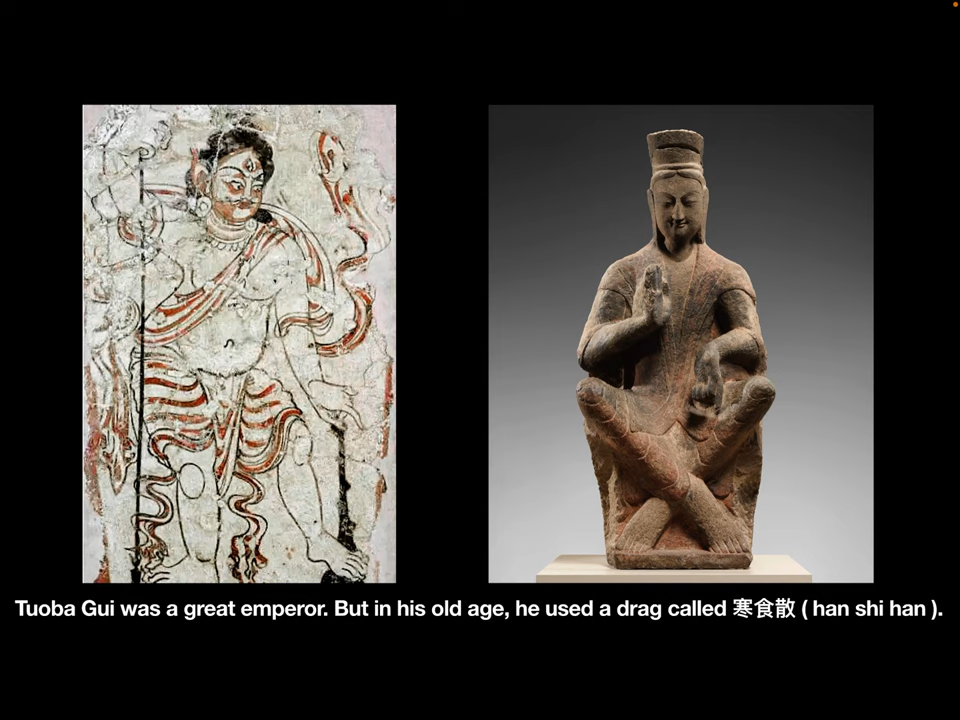 Tuoba Gui was a great emperor. But in his old age, he used a drag called 寒食散 ( han shi han ).